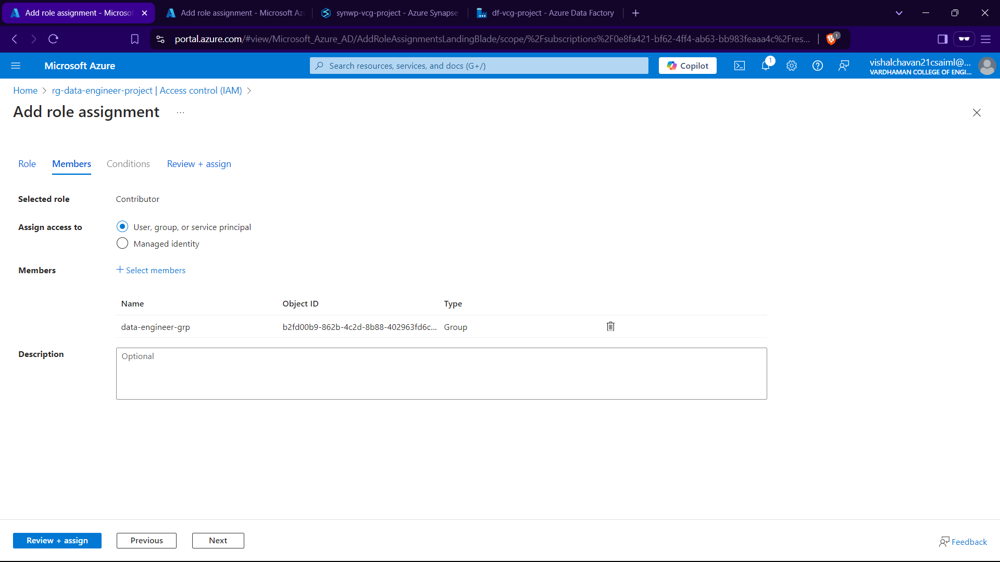 Add role assignment - Microsof
Add role assignment - Microsoft Az
synwp-vcg-project - Azure Synapse
df-vcg-project - Azure Data Factory
portal.azure.com/#view/Microsoft_Azure_AD/AddRoleAssignmentsLandingBlade/scope/%2Fsubscriptions%2F0e8fa421-bf62-4ff4-ab63-bb983feaaa4c%2Fres...
1
Microsoft Azure
Search resources, services, and docs (G+/)
Copilot
1
vishalchavan21csaiml@...
VARDHAMAN COLLEGE OF ENGI...
Home > rg-data-engineer-project | Access control (IAM) >
Add role assignment ...
Role Members Conditions Review + assign
Selected role Contributor
Assign access to User, group, or service principal
Managed identity
Members + Select members
Name Object ID Type
data-engineer-grp b2fd00b9-862b-4c2d-8b88-402963fd6c... Group
Description Optional
Review + assign Previous Next
Feedback